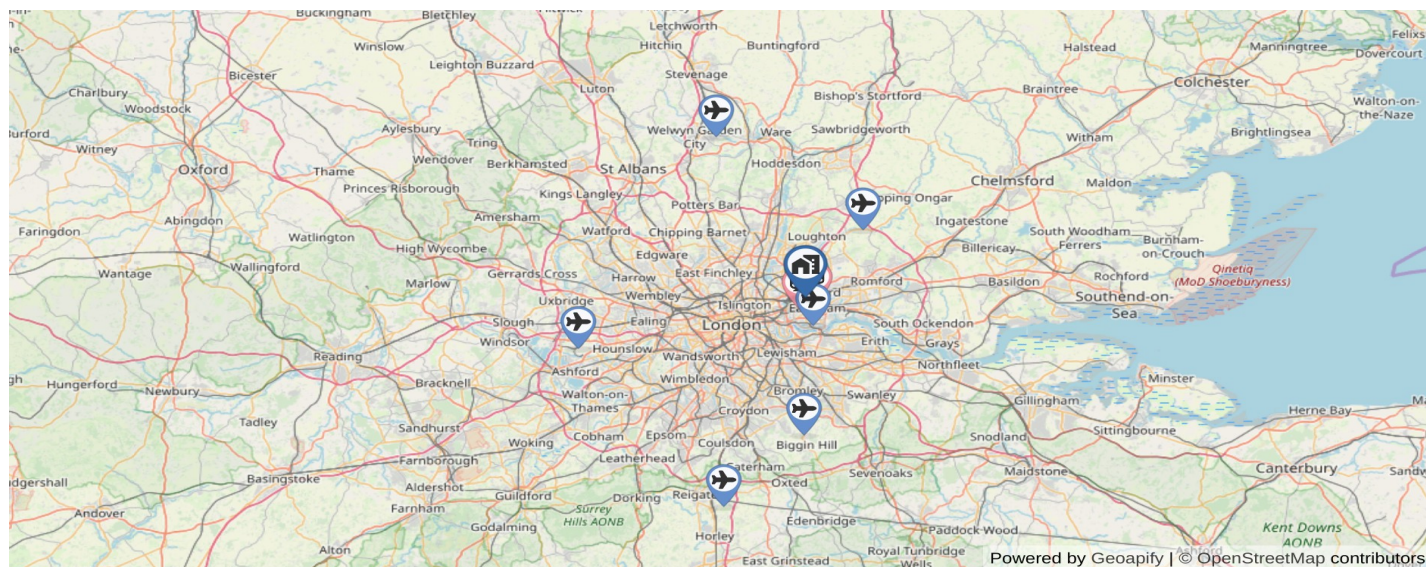 Buckingham
Bletchley
Letchworth
Felixs
Winslow
Hitchin
Buntingford
Halstead
Manningtree
Dovercourt
Leighton Buzzard
Bicester
Stevenage
Colchester
Charlbury
Luton
Bishop's Stortford
Braintree
Walton-on-
the-Naze
Woodstock
Aylesbury
Welwyn Garden
City
Ware
Sawbridgeworth
Witham
Brightlingsea
Burford
Witney
Tring
Wendover
Berkhamsted
St Albans
Hoddesdon
Oxford
Thame
Princes Risborough
Kings Langley
Chelmsford
Maldon
Abingdon
Amersham
Potters Bar
pping Ongar
Ingatestone
Faringdon
Watlington
Watford
Chipping Barnet
Loughton
South Woodham
Ferrers
Burnham-
on-Crouch
High Wycombe
Edgware
Billericay
Wantage
Wallingford
Gerrards Cross
Harrow
East Finchley
Romford
Basildon
Rochford
Qinetiq
(MoD Shoeburyness)
Marlow
Uxbridge
Wembley
Islington
Southend-on-
Sea
Slough
Ealing
London
South Ockendon
Windsor
Hounslow
Erith
Grays
Reading
Wandsworth
Lewisham
Northfleet
Hungerford
Newbury
Bracknell
Ashford
Wimbledon
Bromley
Swanley
Minster
Walton-on-
Thames
Gillingham
Herne Bay
Tadley
Sandhurst
Croydon
Sittingbourne
Woking
Cobham
Epsom
Coulsdon
Biggin Hill
Snodland
Farnborough
Leatherhead
Caterham
Sevenoaks
Maidstone
Canterbury
Basingstoke
Aldershot
Guildford
Dorking
Reigate
Oxted
Andover
Farnham
Surrey
Hills AONB
Edenbridge
Paddock Wood
Kent Downs
AONB
Godalming
Horley
Alton
East Grinstead
Royal Tunbridge
Wells
Ashford
Powered by Geoapify | © OpenStreetMap contributors